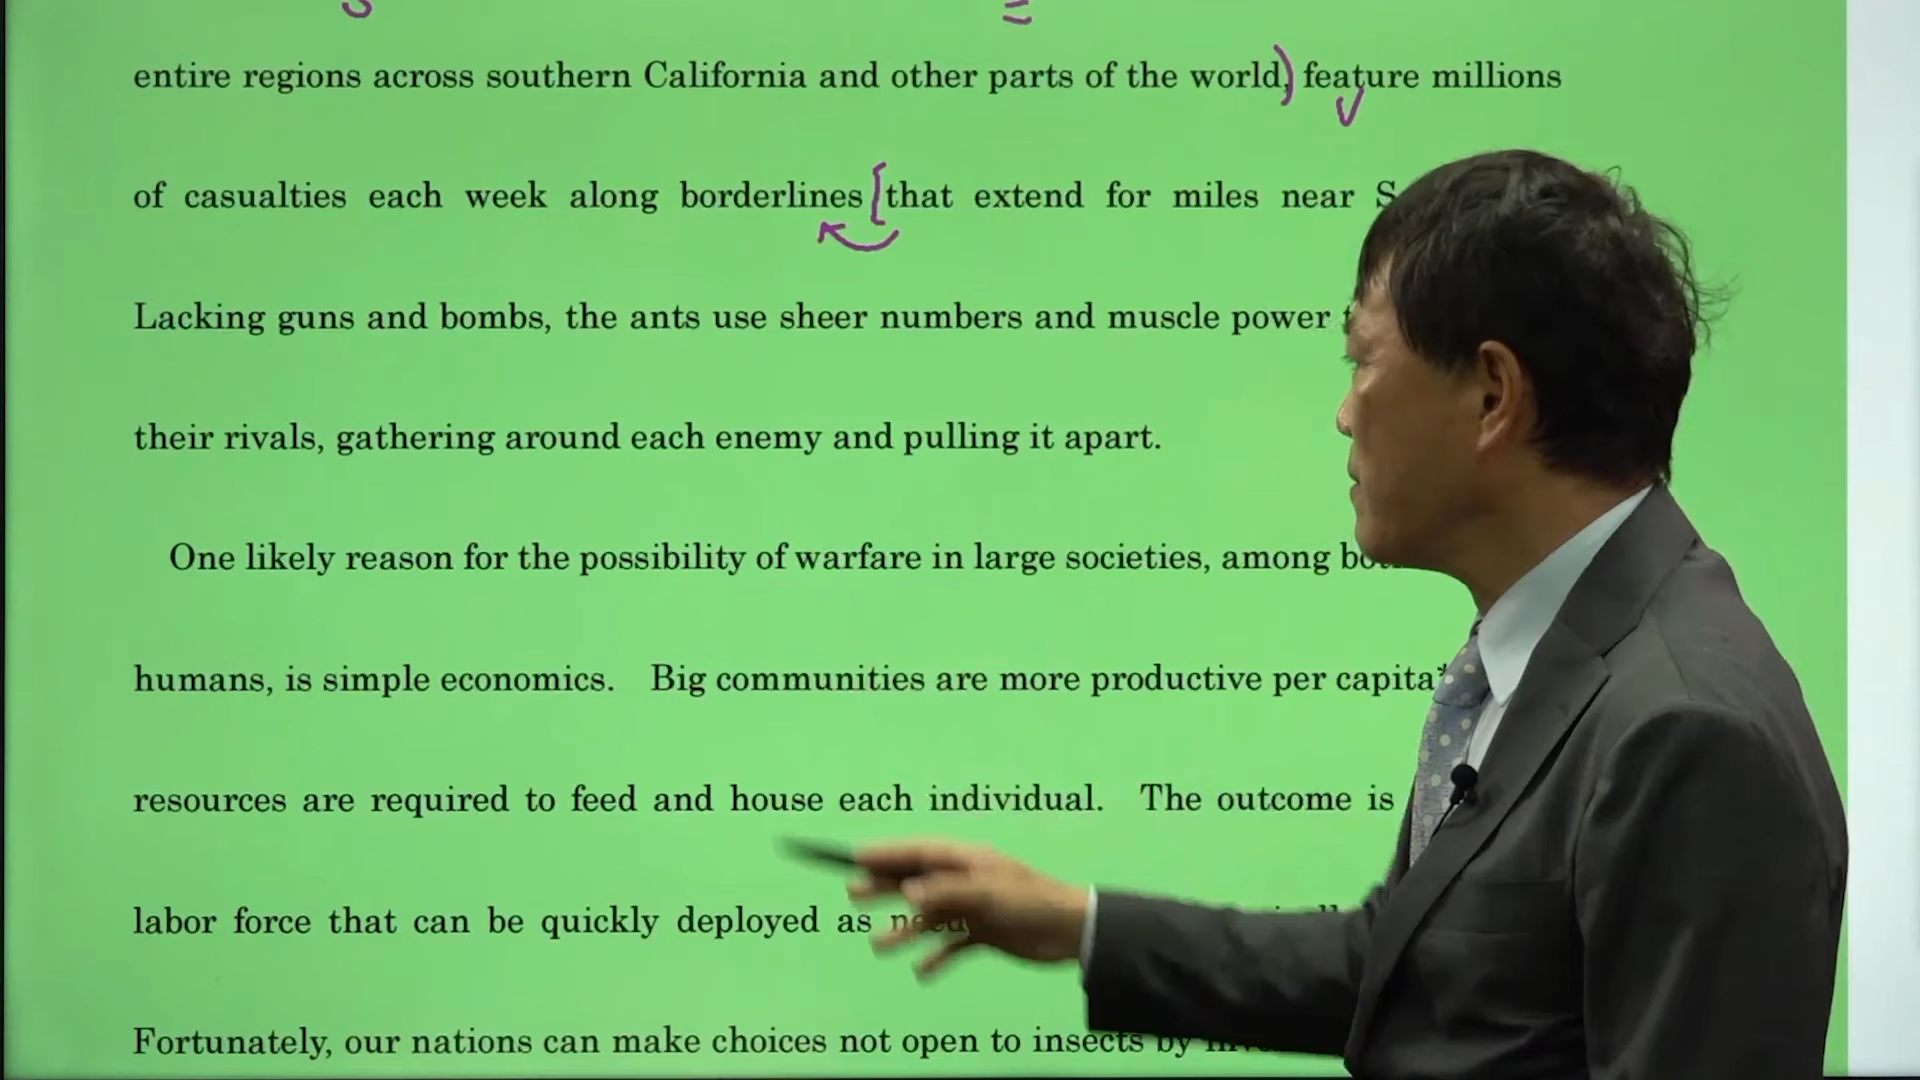 S
entire regions across southern California and other parts of the world, feature millions
V
of casualties each week along borderlines that extend for miles near
Lacking guns and bombs, the ants use sheer numbers and muscle power
their rivals, gathering around each enemy and pulling it apart.
One likely reason for the possibility of warfare in large societies, among
humans, is simple economics. Big communities are more productive per capita*
resources are required to feed and house each individual. The outcome is
labor force that can be quickly deployed as
Fortunately, our nations can make choices not open to insects by